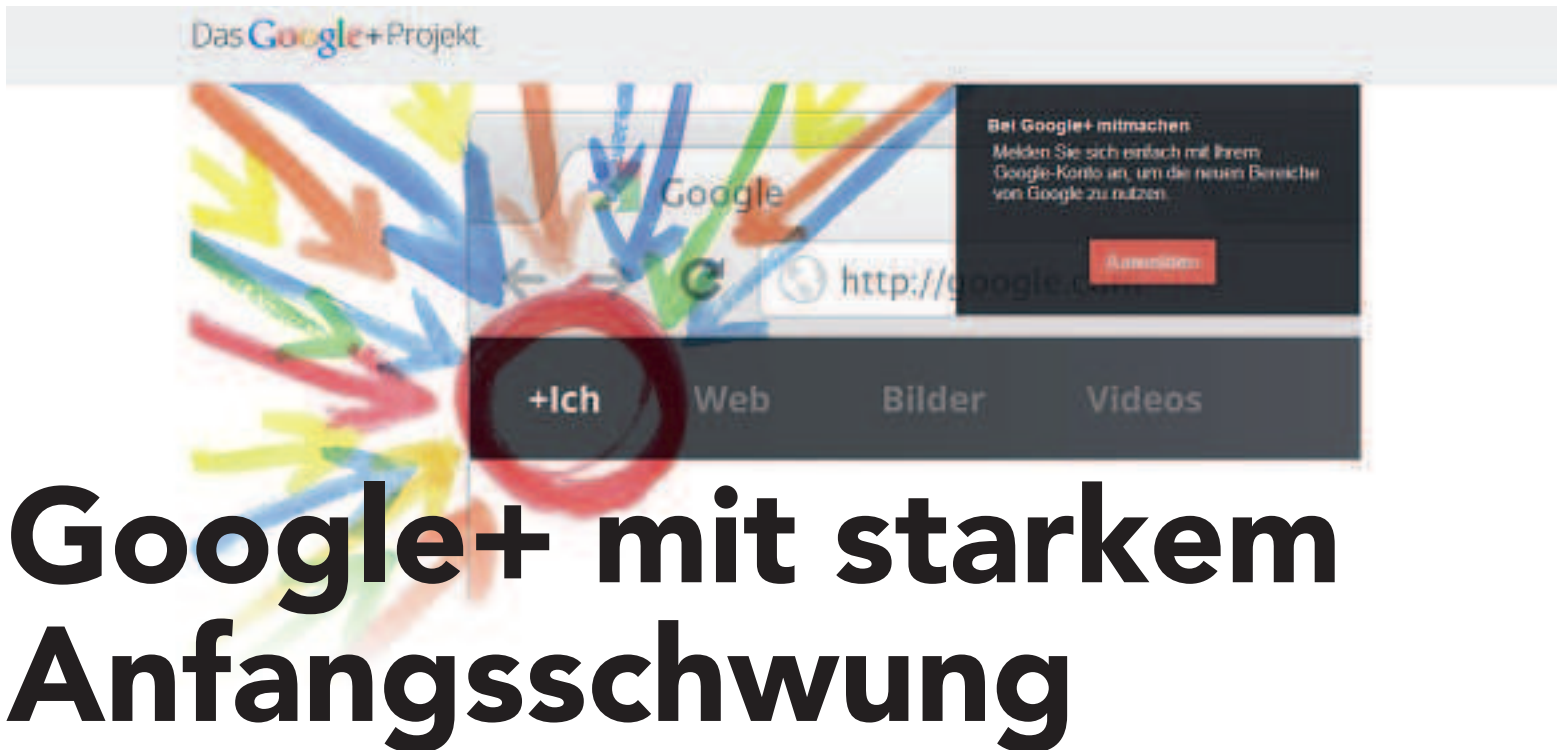 Das Google+ Projekt
Bei Google+ mitmachen
Melden Sie sich einfach mit Ihrem
Google-Konto an, um die neuen Bereiche
von Google zu nutzen.
Anmelden
Google
http://google.com
+Ich Web Bilder Videos
Google+ mit starkem
Anfangsschwung